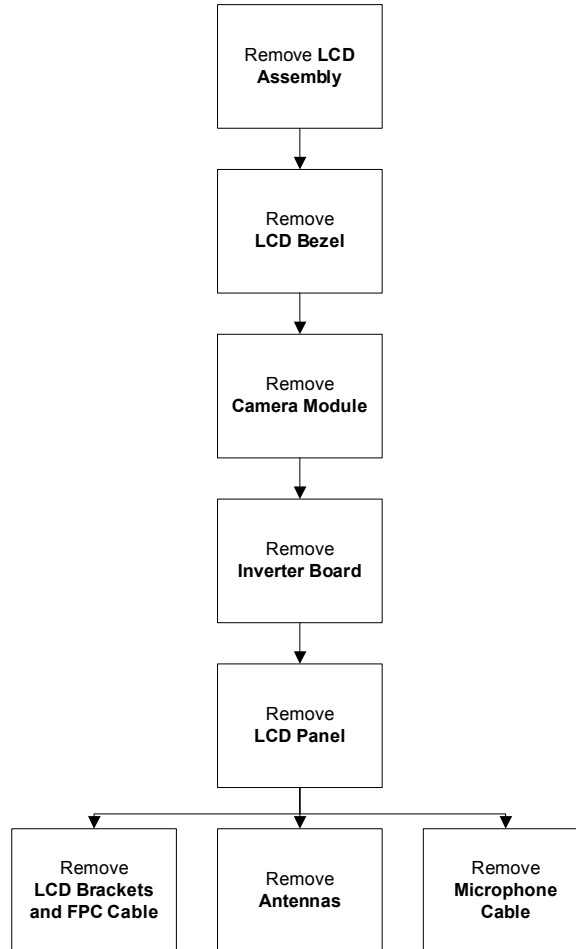 Remove LCD
Assembly
Remove
LCD Bezel
Remove
Camera Module
Remove
Inverter Board
Remove
LCD Panel
Remove
LCD Brackets
and FPC Cable
Remove
Antennas
Remove
Microphone
Cable